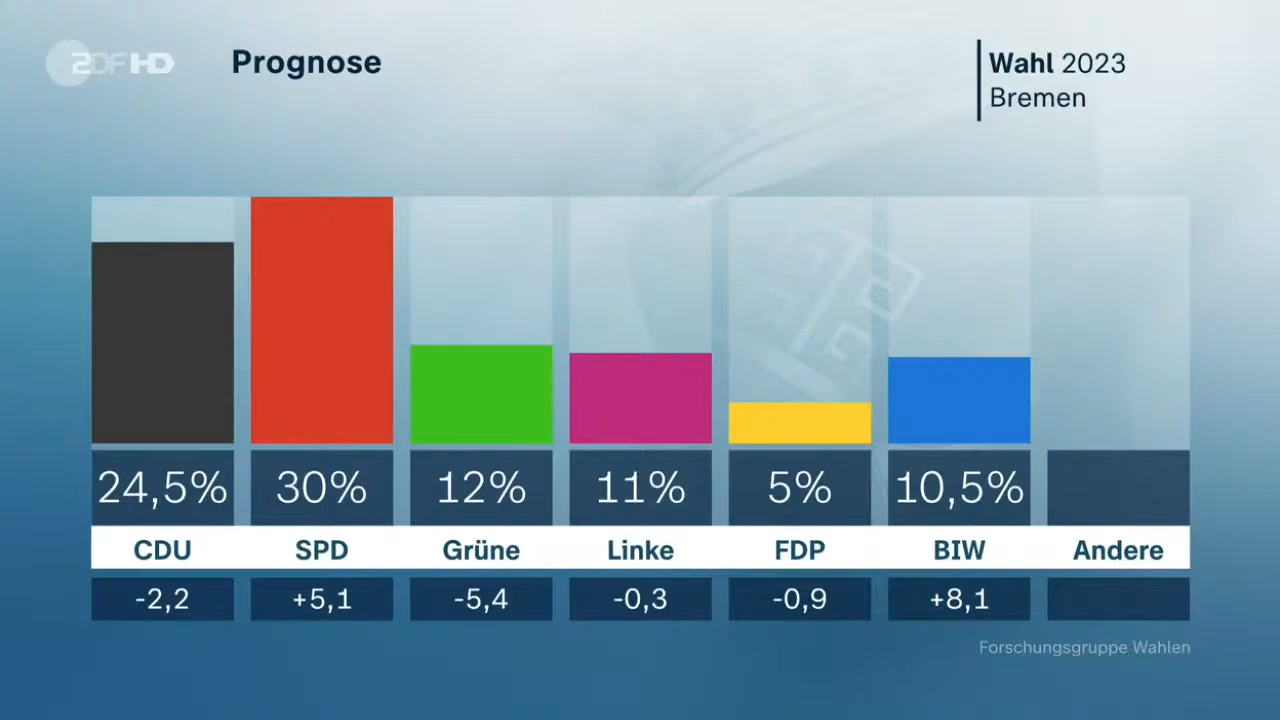 ZDF HD
Prognose
Wahl 2023
Bremen
24,5% 30% 12% 11% 5% 10,5%
CDU SPD Grüne Linke FDP BIW Andere
-2,2 +5,1 -5,4 -0,3 -0,9 +8,1
Forschungsgruppe Wahlen